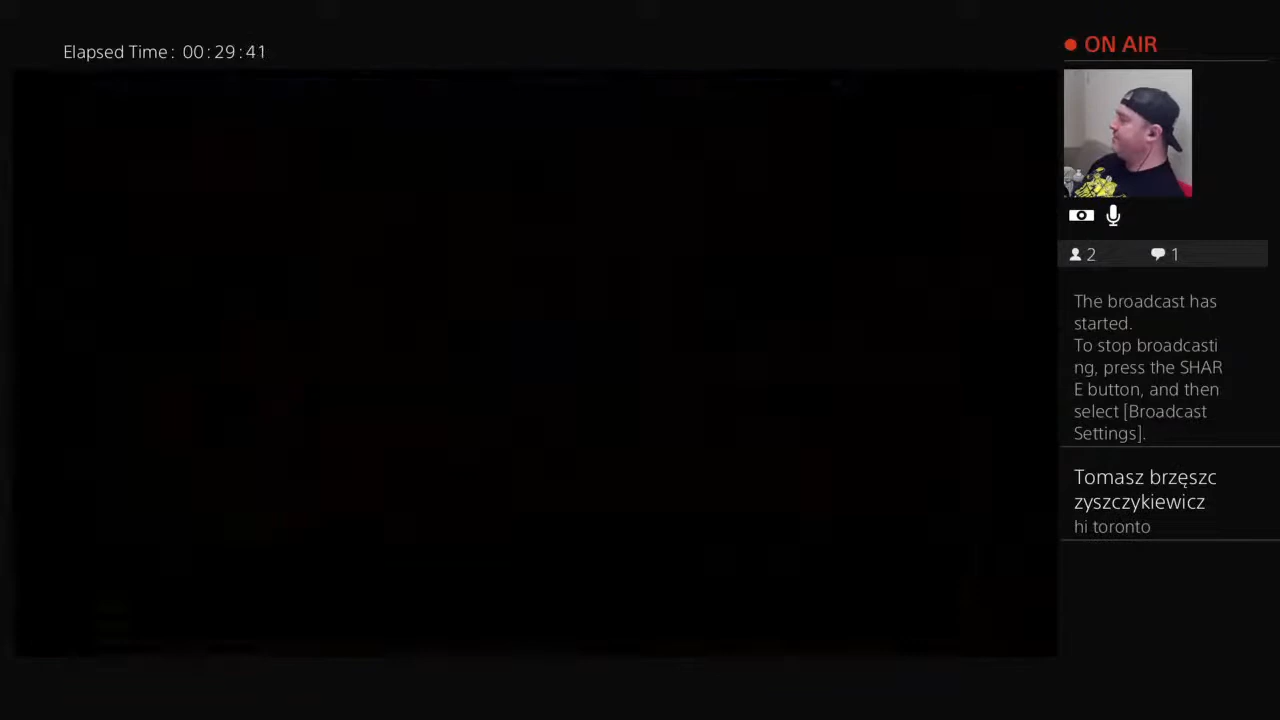 Elapsed Time: 00:29:41
ON AIR
2
1
The broadcast has
started.
To stop broadcasti
ng, press the SHAR
E button, and then
select [Broadcast
Settings].
Tomasz brzęszc
zyszczykiewicz
hi toronto